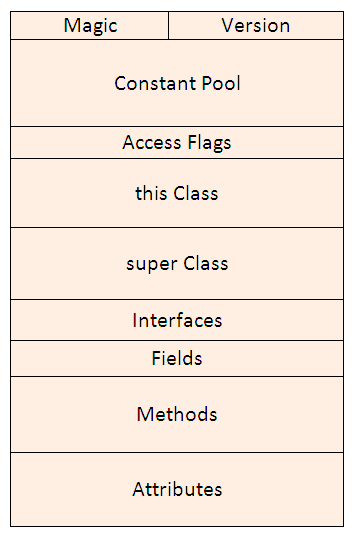 Magic Version
Constant Pool
Access Flags
this Class
super Class
Interfaces
Fields
Methods
Attributes